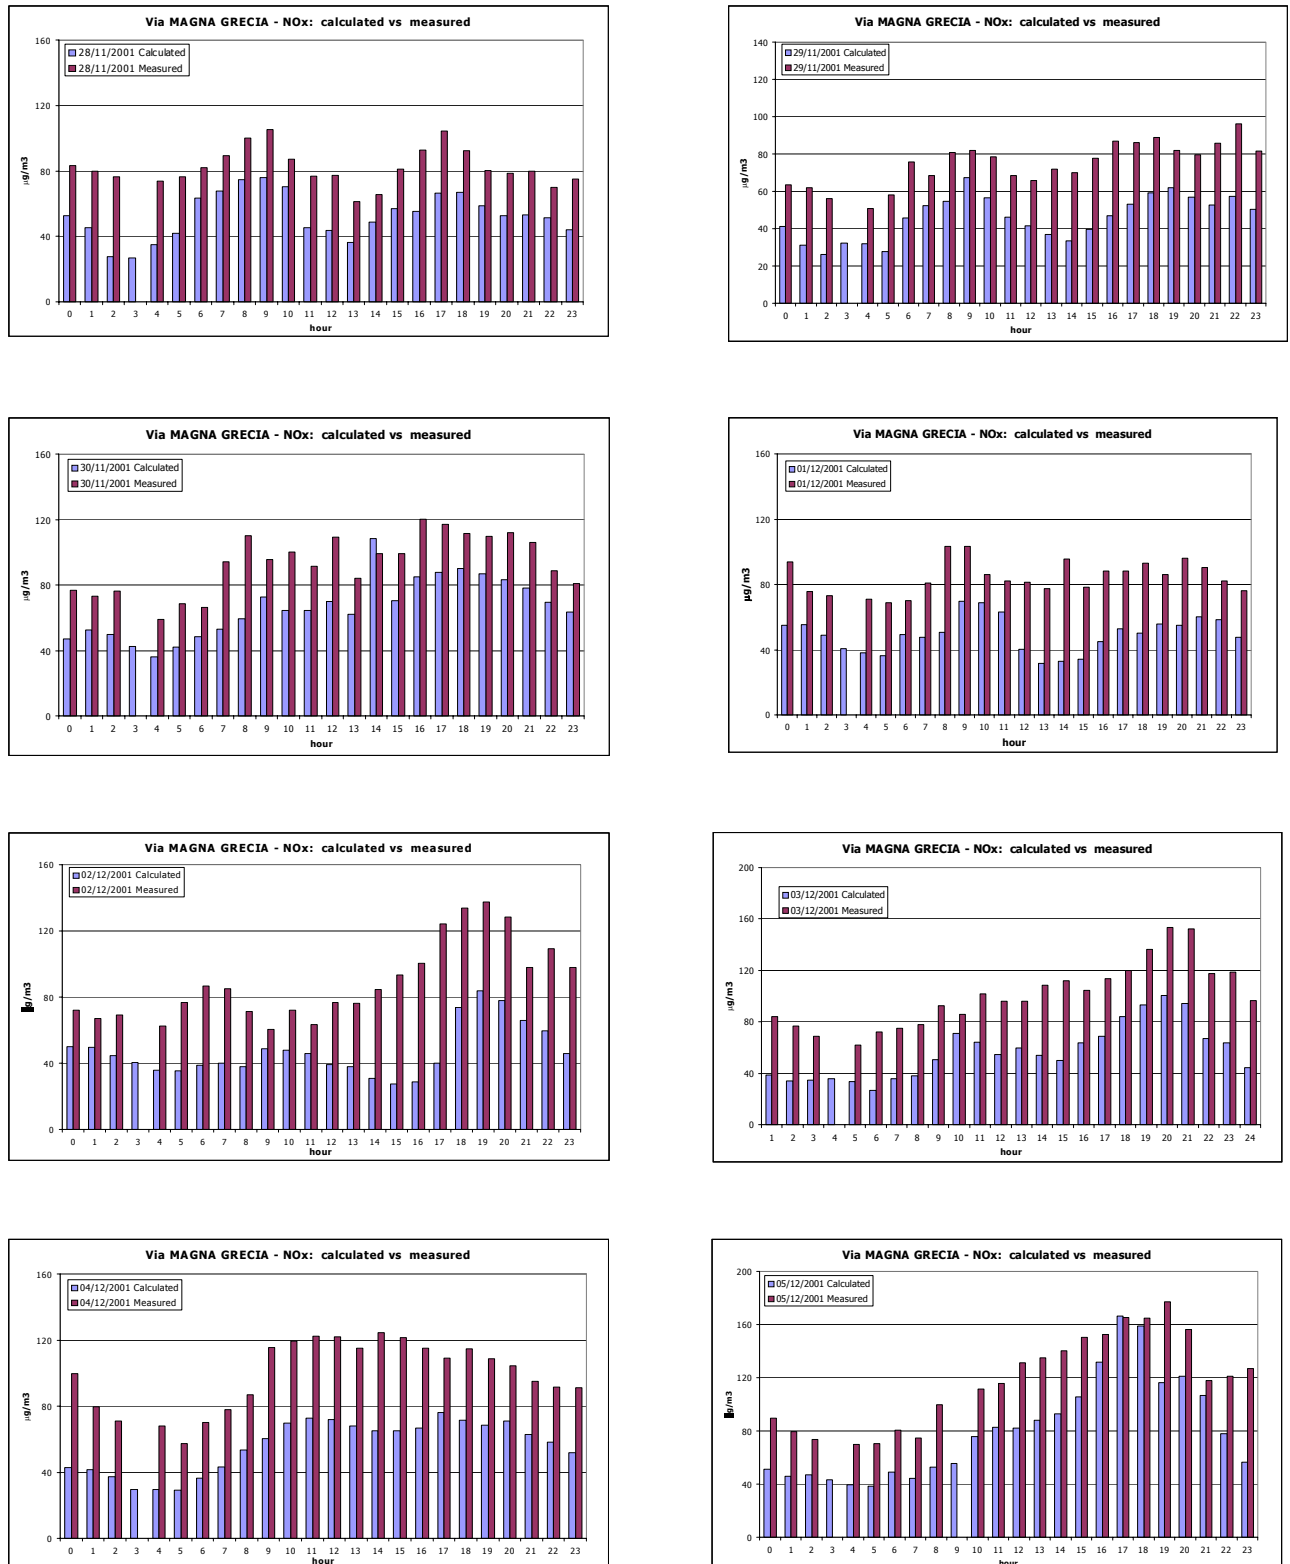 Via MAGNA GRECIA - NOx: calculated vs measured
160
28/11/2001 Calculated
28/11/2001 Measured
120
µg/m3
80
40
0
0 1 2 3 4 5 6 7 8 9 10 11 12 13 14 15 16 17 18 19 20 21 22 23
hour
Via MAGNA GRECIA - NOx: calculated vs measured
140
29/11/2001 Calculated
29/11/2001 Measured
120
100
80
µg/m3
60
40
20
0
0 1 2 3 4 5 6 7 8 9 10 11 12 13 14 15 16 17 18 19 20 21 22 23
hour
Via MAGNA GRECIA - NOx: calculated vs measured
160
30/11/2001 Calculated
30/11/2001 Measured
120
µg/m3
80
40
0
0 1 2 3 4 5 6 7 8 9 10 11 12 13 14 15 16 17 18 19 20 21 22 23
hour
Via MAGNA GRECIA - NOx: calculated vs measured
160
01/12/2001 Calculated
01/12/2001 Measured
120
µg/m3
80
40
0
0 1 2 3 4 5 6 7 8 9 10 11 12 13 14 15 16 17 18 19 20 21 22 23
hour
Via MAGNA GRECIA - NOx: calculated vs measured
160
02/12/2001 Calculated
02/12/2001 Measured
120
80
g/m3
40
0
0 1 2 3 4 5 6 7 8 9 10 11 12 13 14 15 16 17 18 19 20 21 22 23
hour
Via MAGNA GRECIA - NOx: calculated vs measured
200
03/12/2001 Calculated
03/12/2001 Measured
160
120
µg/m3
80
40
0
1 2 3 4 5 6 7 8 9 10 11 12 13 14 15 16 17 18 19 20 21 22 23 24
hour
Via MAGNA GRECIA - NOx: calculated vs measured
160
04/12/2001 Calculated
04/12/2001 Measured
120
µg/m3
80
40
0
0 1 2 3 4 5 6 7 8 9 10 11 12 13 14 15 16 17 18 19 20 21 22 23
hour
Via MAGNA GRECIA - NOx: calculated vs measured
200
05/12/2001 Calculated
05/12/2001 Measured
160
120
g/m3
80
40
0
0 1 2 3 4 5 6 7 8 9 10 11 12 13 14 15 16 17 18 19 20 21 22 23
hour